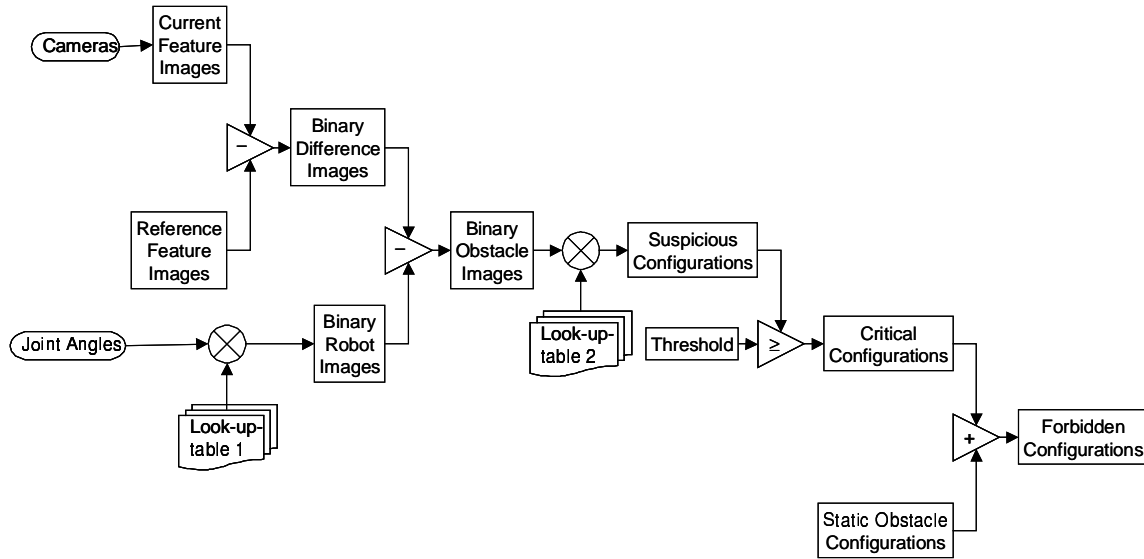 Cameras
Current
Feature
Images
−
Binary
Difference
Images
Reference
Feature
Images
−
Binary
Obstacle
Images
Suspicious
Configurations
Joint Angles
Binary
Robot
Images
Look-up-
table 1
Look-up-
table 2
Threshold
≥
Critical
Configurations
+
Forbidden
Configurations
Static Obstacle
Configurations